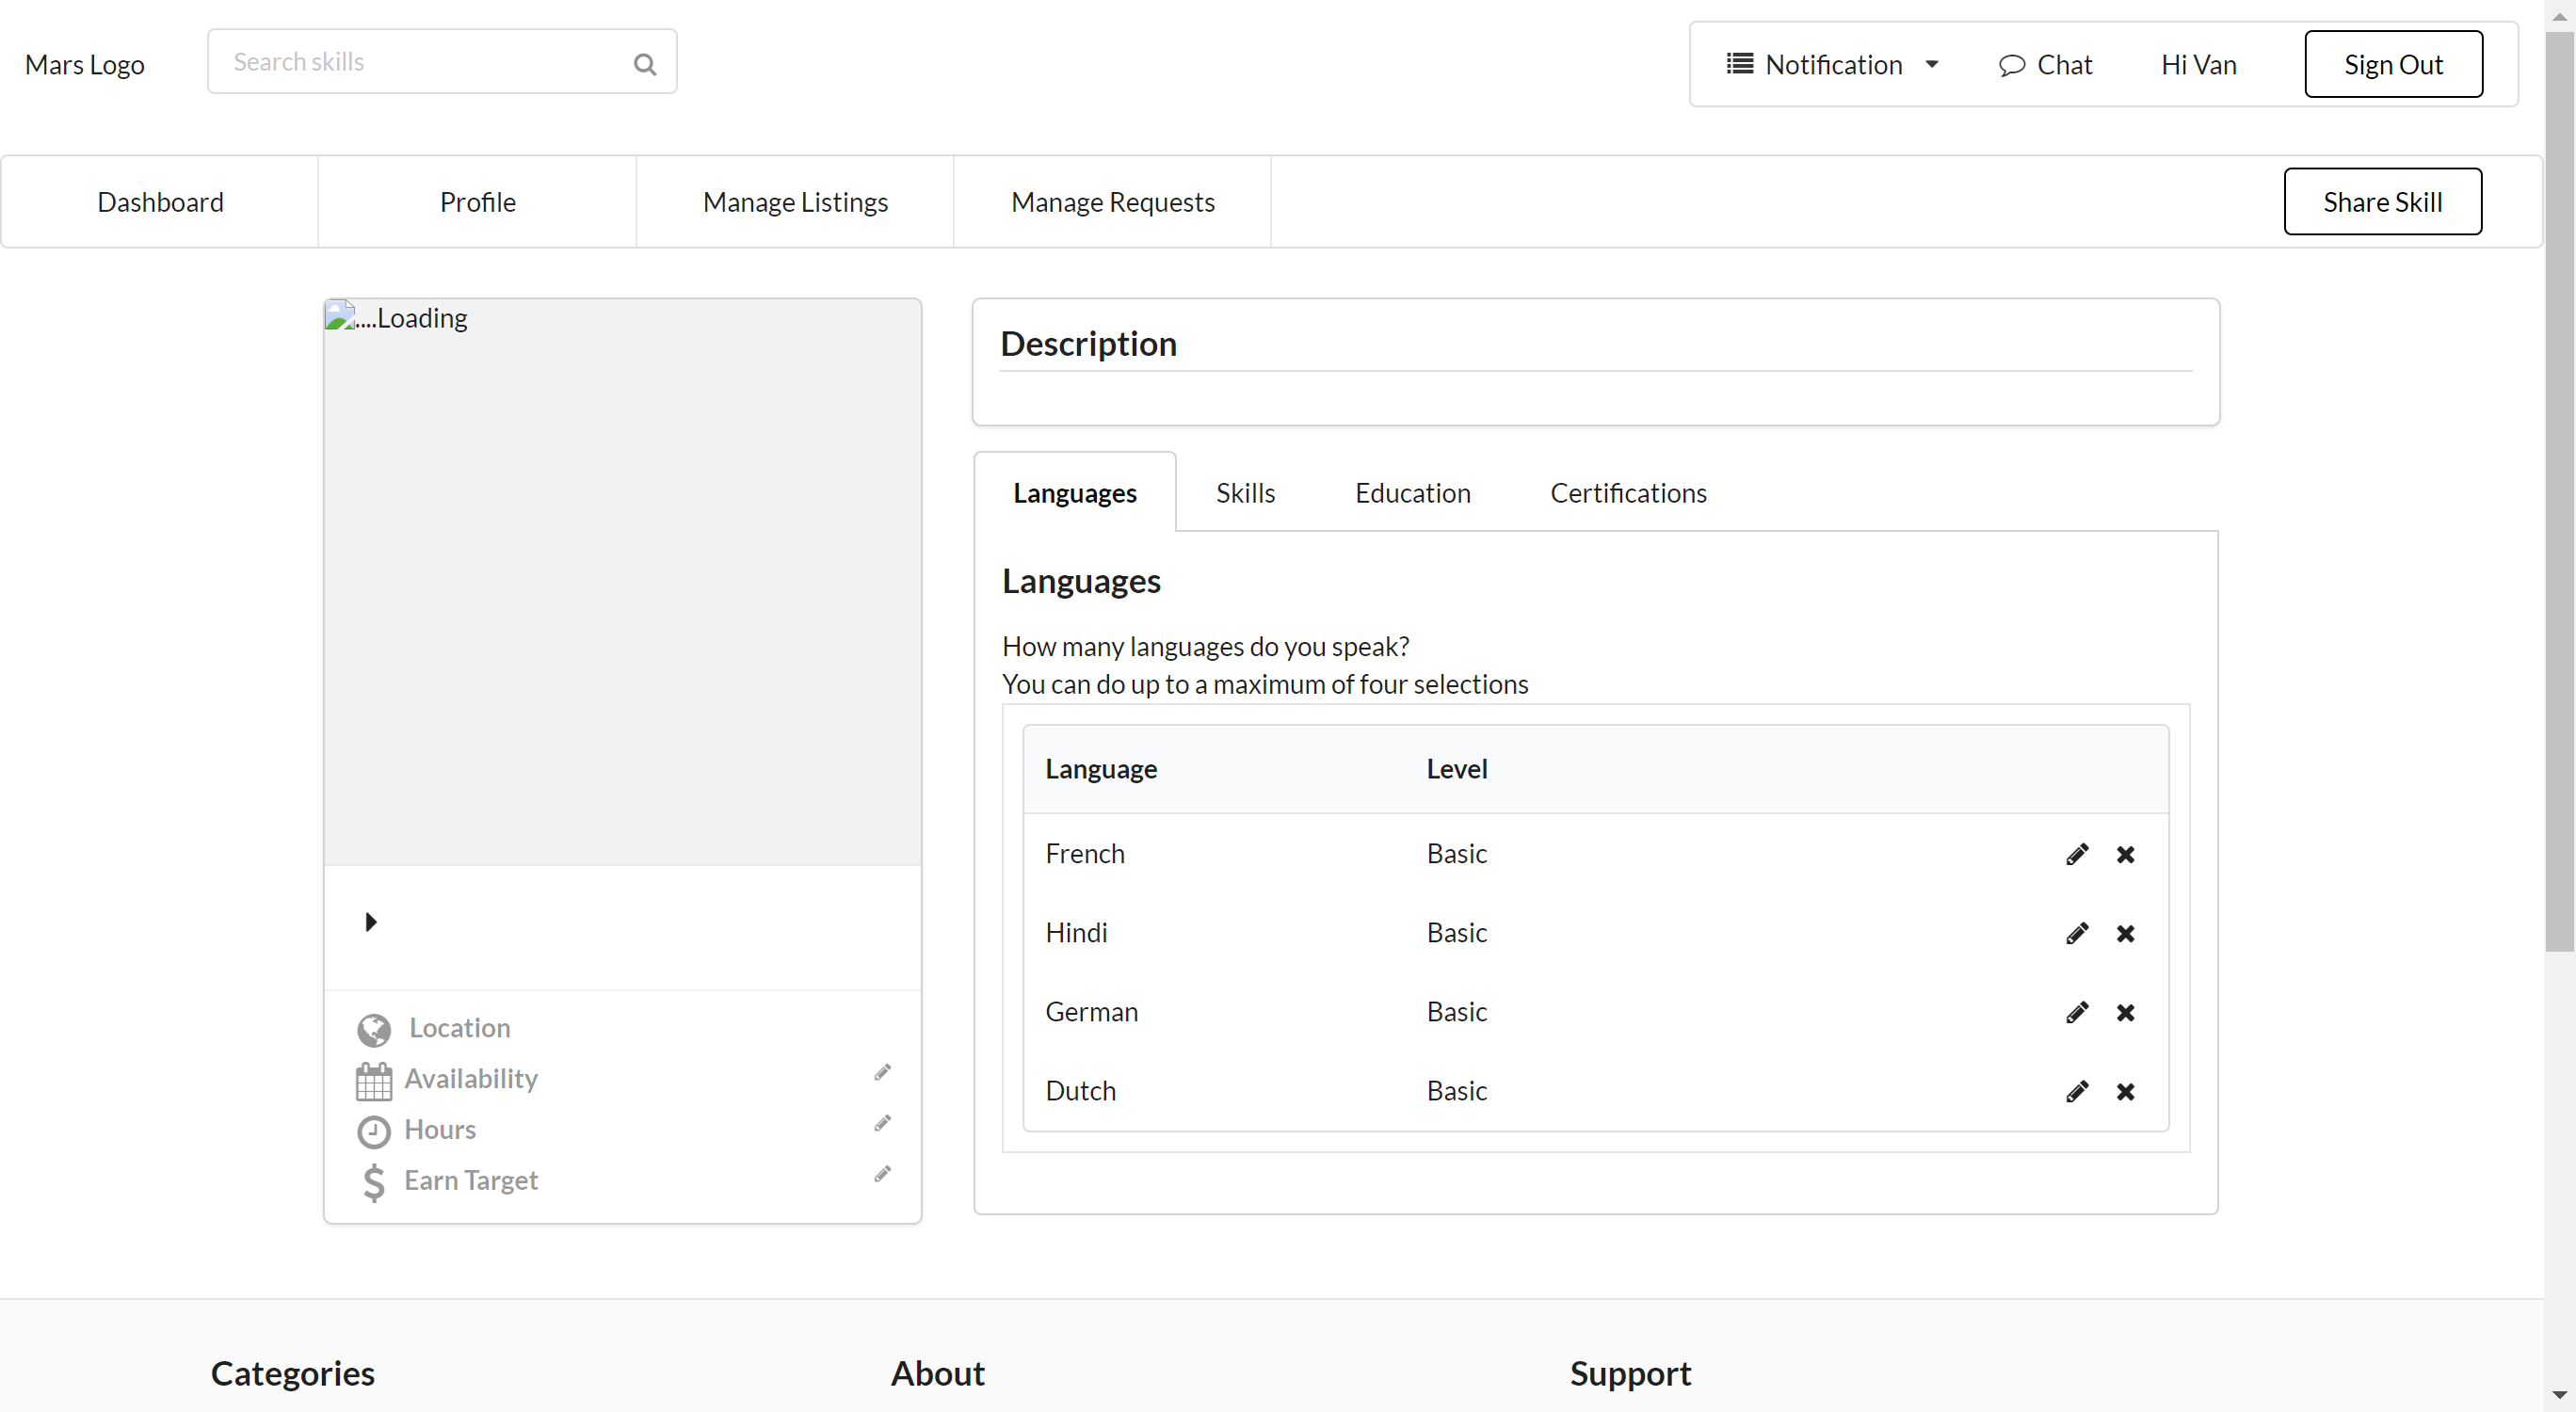 Mars Logo
Search skills
Notification
Chat
Hi Van
Sign Out
Dashboard
Profile
Manage Listings
Manage Requests
Share Skill
....Loading
Location
Availability
Hours
Earn Target
Description
Languages
Skills
Education
Certifications
Languages
How many languages do you speak?
You can do up to a maximum of four selections
Language Level
French Basic
Hindi Basic
German Basic
Dutch Basic
Categories
About
Support